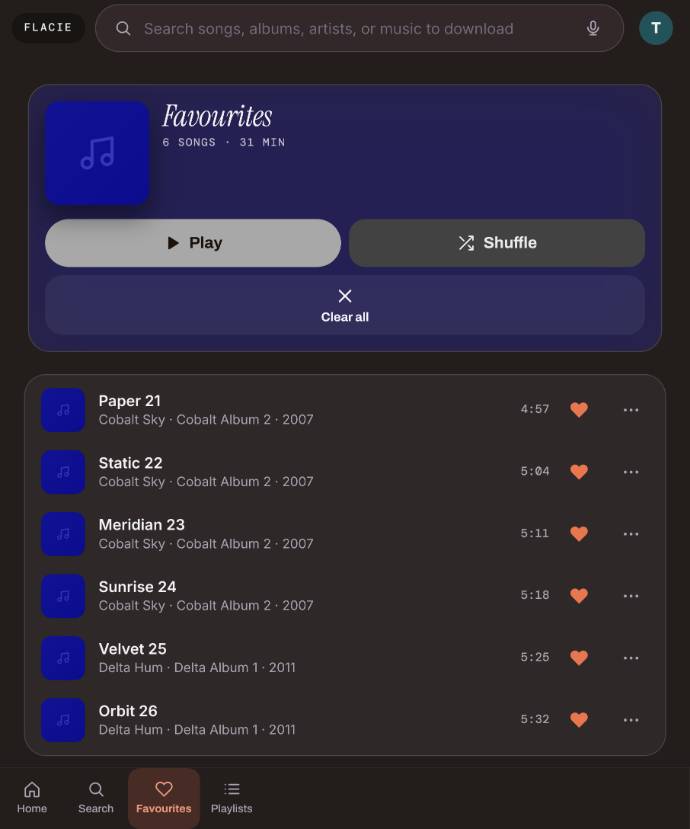 FLACIE
Search songs, albums, artists, or music to download
T
Favourites
6 SONGS · 31 MIN
Play
Shuffle
Clear all
Paper 21
Cobalt Sky · Cobalt Album 2 · 2007
4:57
Static 22
Cobalt Sky · Cobalt Album 2 · 2007
5:04
Meridian 23
Cobalt Sky · Cobalt Album 2 · 2007
5:11
Sunrise 24
Cobalt Sky · Cobalt Album 2 · 2007
5:18
Velvet 25
Delta Hum · Delta Album 1 · 2011
5:25
Orbit 26
Delta Hum · Delta Album 1 · 2011
5:32
Home
Search
Favourites
Playlists